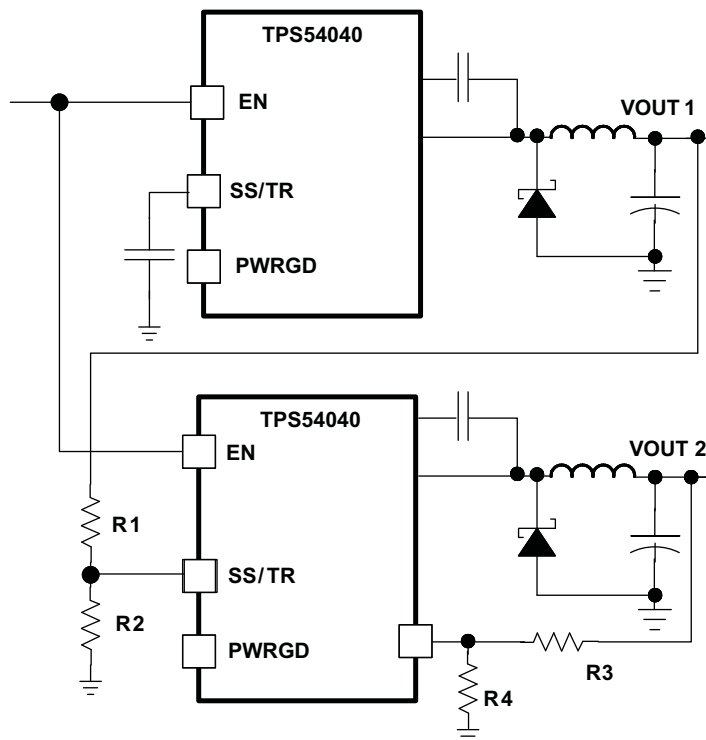 TPS54040
EN
VOUT 1
SS/TR
PWRGD
TPS54040
EN
VOUT 2
R1
SS/TR
R2
PWRGD
R3
R4